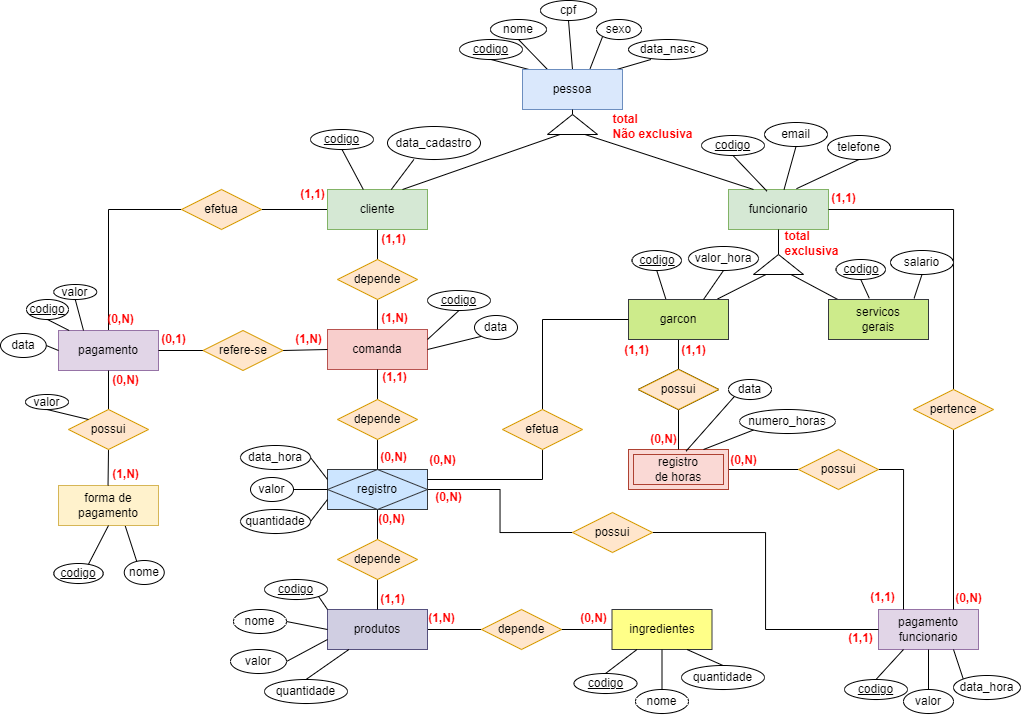 cpf
nome
sexo
codigo
data_nasc
pessoa
total
Não exclusiva
codigo
data_cadastro
codigo
email
telefone
(1,1)
cliente
efetua
funcionario
(1,1)
(1,1)
total
exclusiva
codigo
valor_hora
codigo
salario
depende
valor
codigo
codigo
data
(0,N)
(1,N)
garcon
servicos
gerais
data
pagamento
(0,1)
refere-se
(1,N)
comanda
(1,1)
(1,1)
(0,N)
(1,1)
valor
possui
depende
efetua
possui
data
numero_horas
pertence
(1,N)
(0,N)
(0,N)
(0,N)
data_hora
valor
quantidade
registro
(0,N)
(0,N)
registro
de horas
(0,N)
possui
forma de
pagamento
codigo
nome
depende
possui
codigo
(1,1)
(1,1)
(0,N)
nome
valor
quantidade
produtos
(1,N)
depende
(0,N)
ingredientes
(1,1)
pagamento
funcionario
codigo
nome
quantidade
codigo
valor
data_hora